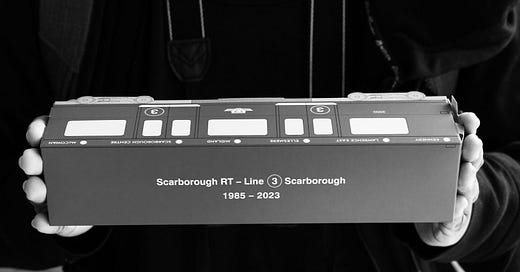 3
3
McCOWAN
SCARBOROUGH CENTRE
MIDLAND
ELLESMERE
LAWRENCE EAST
KENNEDY
Scarborough RT – Line 3 Scarborough
1985 – 2023